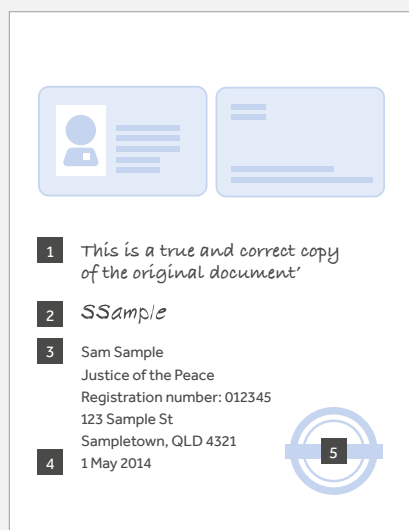 1 This is a true and correct copy
of the original document’
2 SSample
3 Sam Sample
Justice of the Peace
Registration number: 012345
123 Sample St
Sampletown, QLD 4321
4 1 May 2014
5